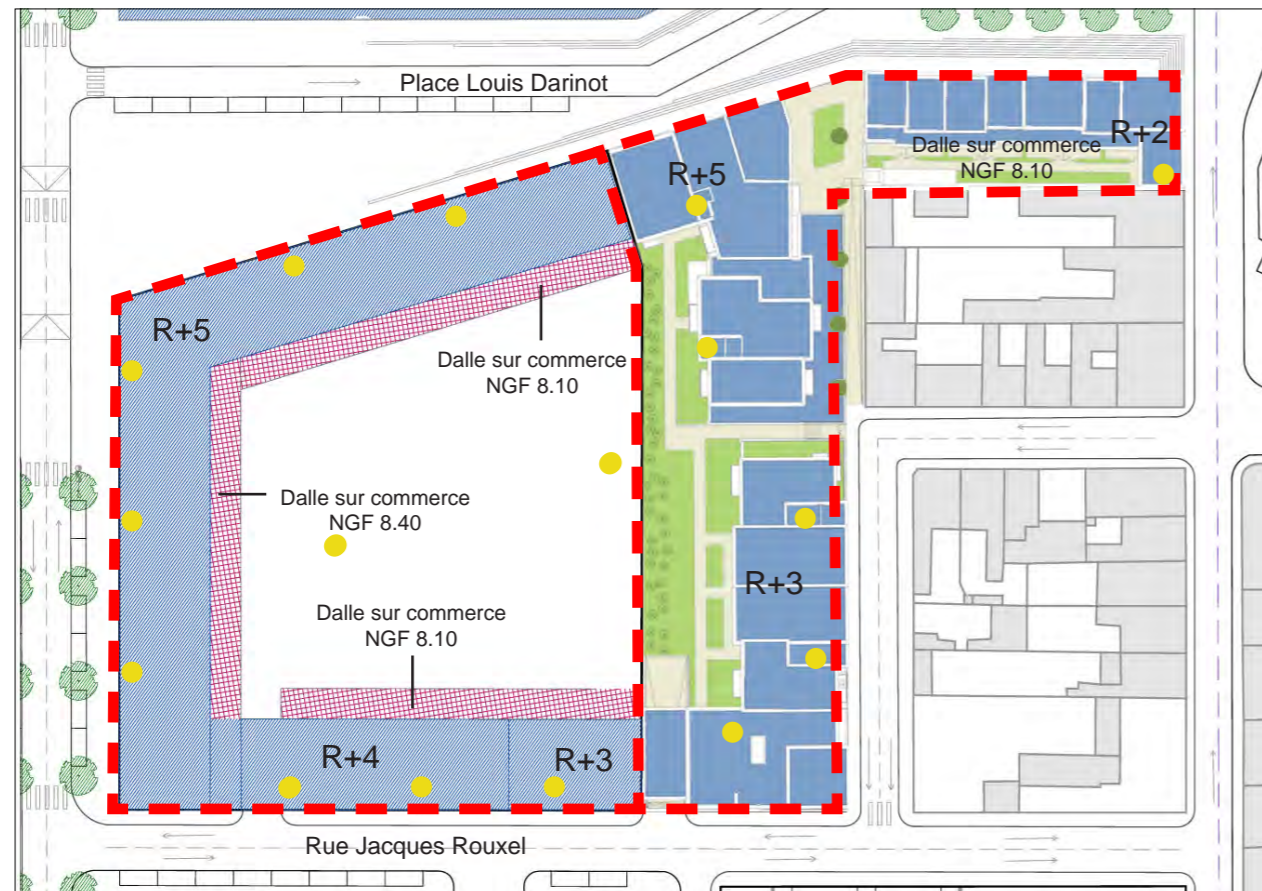 Place Louis Darinot
R+2
Dalle sur commerce
NGF 8.10
R+5
R+5
Dalle sur commerce
NGF 8.10
Dalle sur commerce
NGF 8.40
R+3
Dalle sur commerce
NGF 8.10
R+4
R+3
Rue Jacques Rouxel